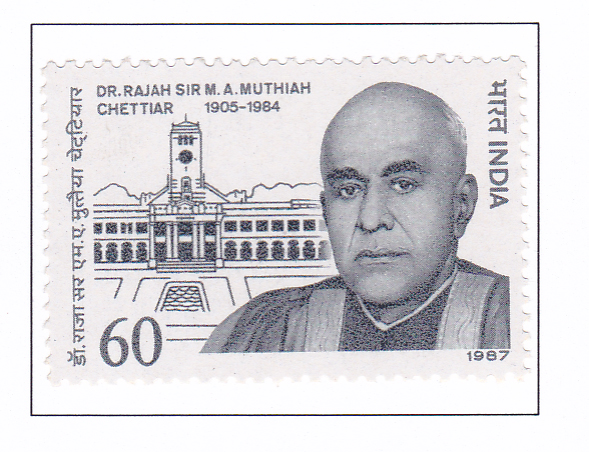 DR. RAJAH SIR M. A. MUTHIAH
CHETTIAR 1905-1984
डॉ. राजा सर एम. ए. मुतैया चेट्टियार
भारत INDIA
60
1987